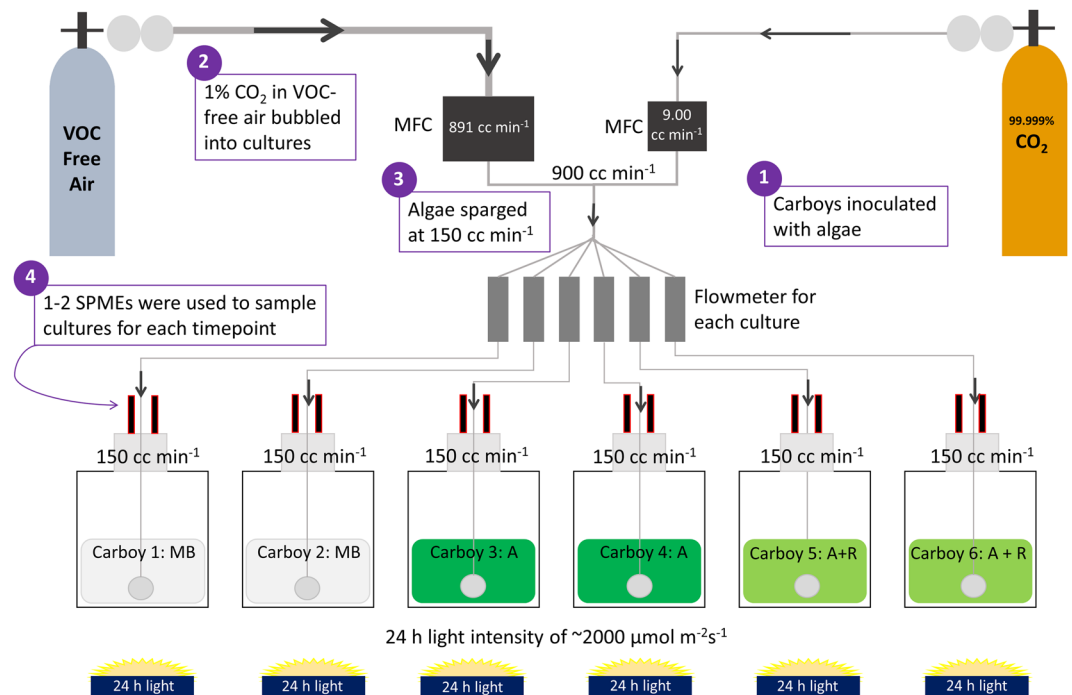 VOC
Free
Air
2
1% CO₂ in VOC-
free air bubbled
into cultures
MFC
891 cc min⁻¹
MFC
9.00
cc min⁻¹
99.999%
CO₂
900 cc min⁻¹
3
Algae sparged
at 150 cc min⁻¹
1
Carboys inoculated
with algae
4
1-2 SPMEs were used to sample
cultures for each timepoint
Flowmeter for
each culture
150 cc min⁻¹
150 cc min⁻¹
150 cc min⁻¹
150 cc min⁻¹
150 cc min⁻¹
150 cc min⁻¹
Carboy 1: MB
Carboy 2: MB
Carboy 3: A
Carboy 4: A
Carboy 5: A+R
Carboy 6: A + R
24 h light intensity of ~2000 µmol m⁻²s⁻¹
24 h light
24 h light
24 h light
24 h light
24 h light
24 h light